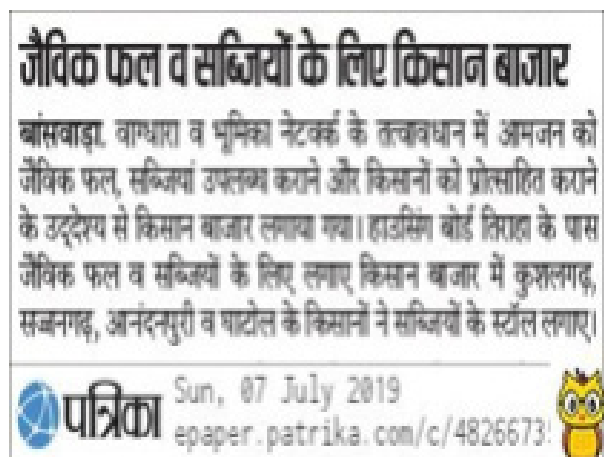 जैविक फल व सब्जियों के लिए किसान बाजार
बांसवाड़ा. वाग्धारा व भूमिका नेटवर्क के तत्वावधान में आमजन को
जैविक फल, सब्जियां उपलब्ध कराने और किसानों को प्रोत्साहित कराने
के उद्देश्य से किसान बाजार लगाया गया। हाउसिंग बोर्ड तिराहा के पास
जैविक फल व सब्जियों के लिए लगाए किसान बाजार में कुशलगढ़,
सज्जनगढ़, आनंदनपुरी व घाटोल के किसानों ने सब्जियों के स्टॉल लगाए।
पत्रिका
Sun, 07 July 2019
epaper.patrika.com/c/4826673